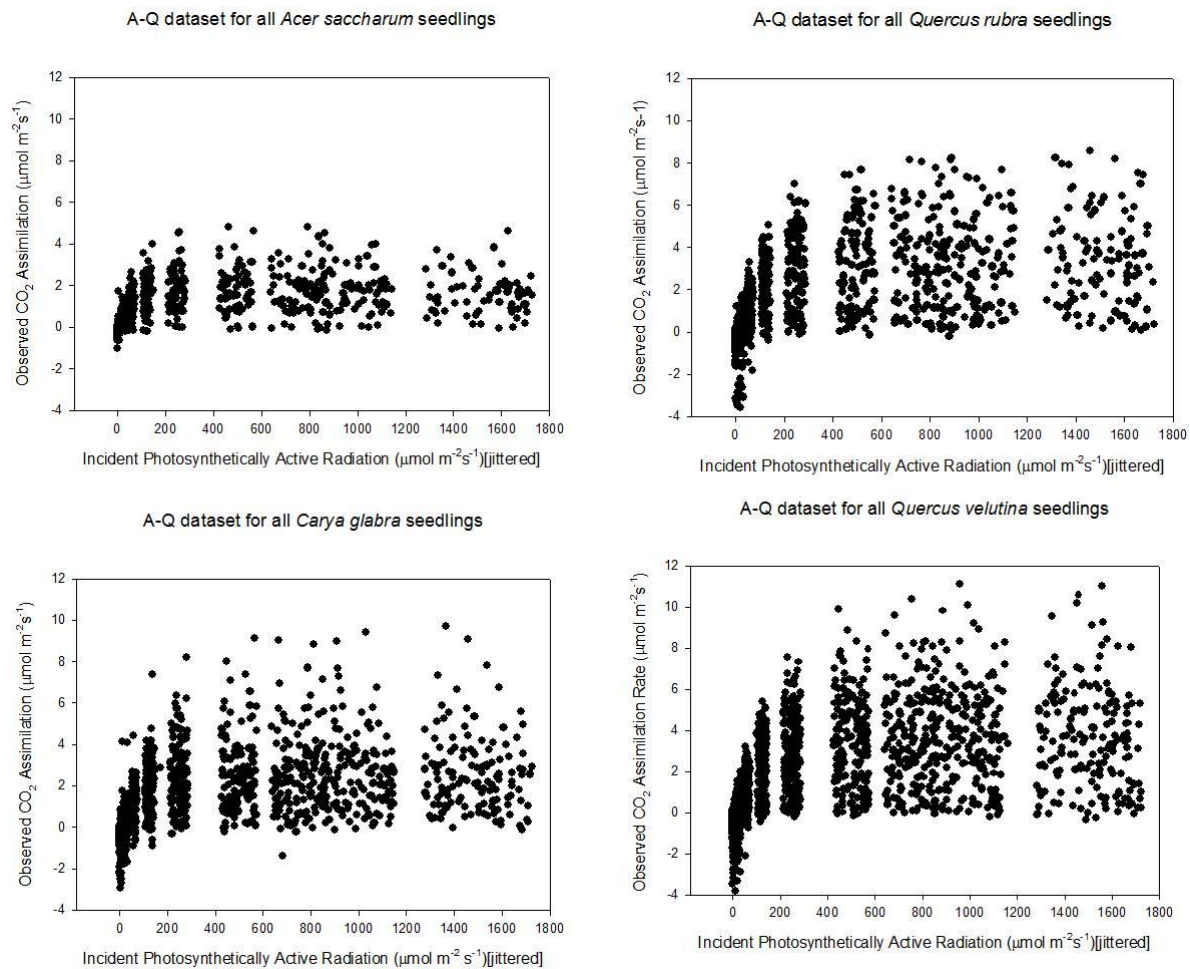 A-Q dataset for all Acer saccharum seedlings
Observed CO2 Assimilation (μmol m-2s-1)
12
10
8
6
4
2
0
-2
-4
0 200 400 600 800 1000 1200 1400 1600 1800
Incident Photosynthetically Active Radiation (μmol m-2s-1)[jittered]
A-Q dataset for all Quercus rubra seedlings
Observed CO2 Assimilation (μmol m-2s-1)
12
10
8
6
4
2
0
-2
-4
0 200 400 600 800 1000 1200 1400 1600 1800
Incident Photosynthetically Active Radiation (μmol m-2s-1)[jittered]
A-Q dataset for all Carya glabra seedlings
Observed CO2 Assimilation (μmol m-2s-1)
12
10
8
6
4
2
0
-2
-4
0 200 400 600 800 1000 1200 1400 1600 1800
Incident Photosynthetically Active Radiation (μmol m-2 s-1)[jittered]
A-Q dataset for all Quercus velutina seedlings
Observed CO2 Assimilation Rate (μmol m-2s-1)
12
10
8
6
4
2
0
-2
-4
0 200 400 600 800 1000 1200 1400 1600 1800
Incident Photosynthetically Active Radiation (μmol m-2s-1)[jittered]